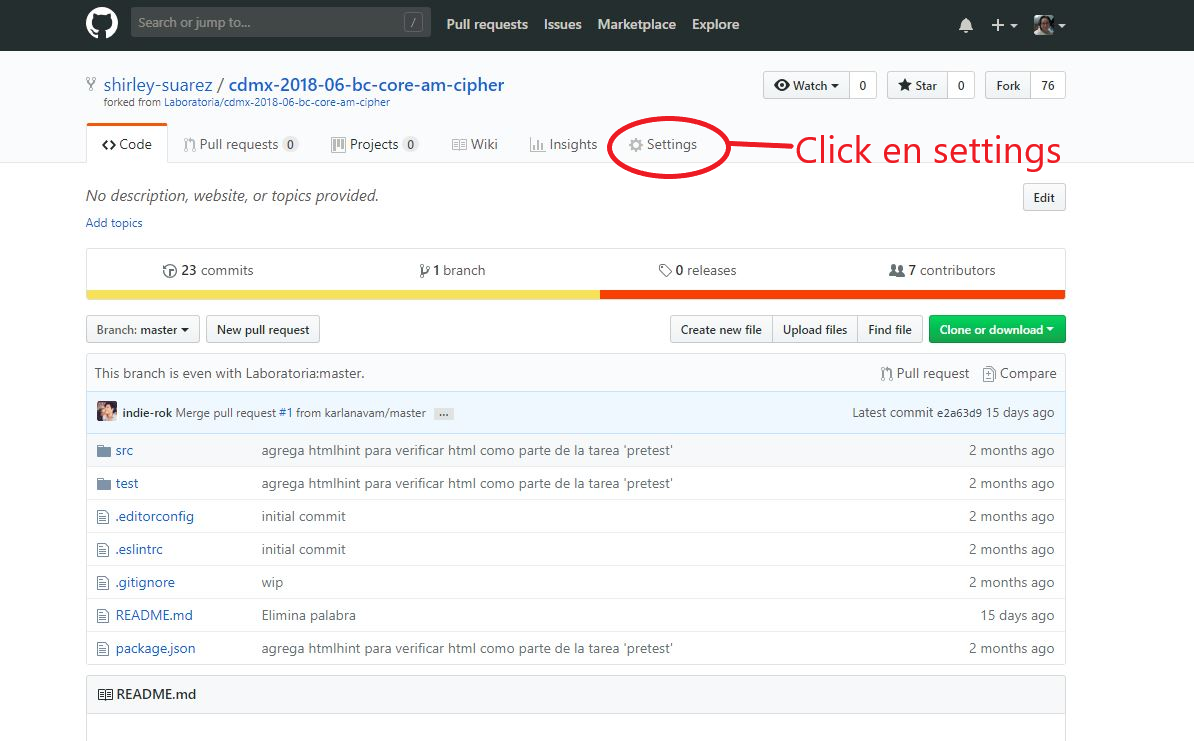 Search or jump to... / Pull requests Issues Marketplace Explore
shirley-suarez / cdmx-2018-06-bc-core-am-cipher Watch 0 Star 0 Fork 76
forked from Laboratoria/cdmx-2018-06-bc-core-am-cipher
<> Code Pull requests 0 Projects 0 Wiki Insights Settings Click en settings
No description, website, or topics provided. Edit
Add topics
23 commits 1 branch 0 releases 7 contributors
Branch: master New pull request Create new file Upload files Find file Clone or download
This branch is even with Laboratoria:master. Pull request Compare
indie-rok Merge pull request #1 from karlanavam/master ... Latest commit e2a63d9 15 days ago
src agrega htmlhint para verificar html como parte de la tarea 'pretest' 2 months ago
test agrega htmlhint para verificar html como parte de la tarea 'pretest' 2 months ago
.editorconfig initial commit 2 months ago
.eslintrc initial commit 2 months ago
.gitignore wip 2 months ago
README.md Elimina palabra 15 days ago
package.json agrega htmlhint para verificar html como parte de la tarea 'pretest' 2 months ago
README.md